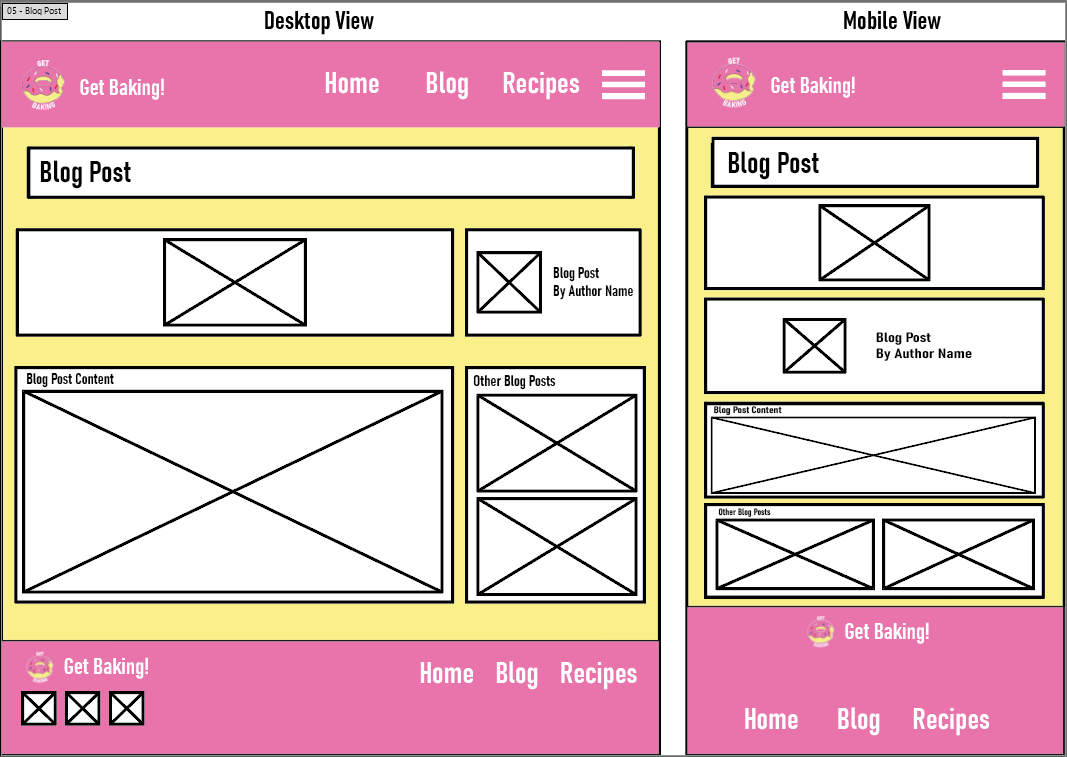 05 - Blog Post
Desktop View
Mobile View
GET
BAKING
Get Baking!
Home
Blog
Recipes
GET
BAKING
Get Baking!
Blog Post
Blog Post
By Author Name
Blog Post Content
Other Blog Posts
Get Baking!
Home
Blog
Recipes
Blog Post
Blog Post
By Author Name
Blog Post Content
Other Blog Posts
Get Baking!
Home
Blog
Recipes